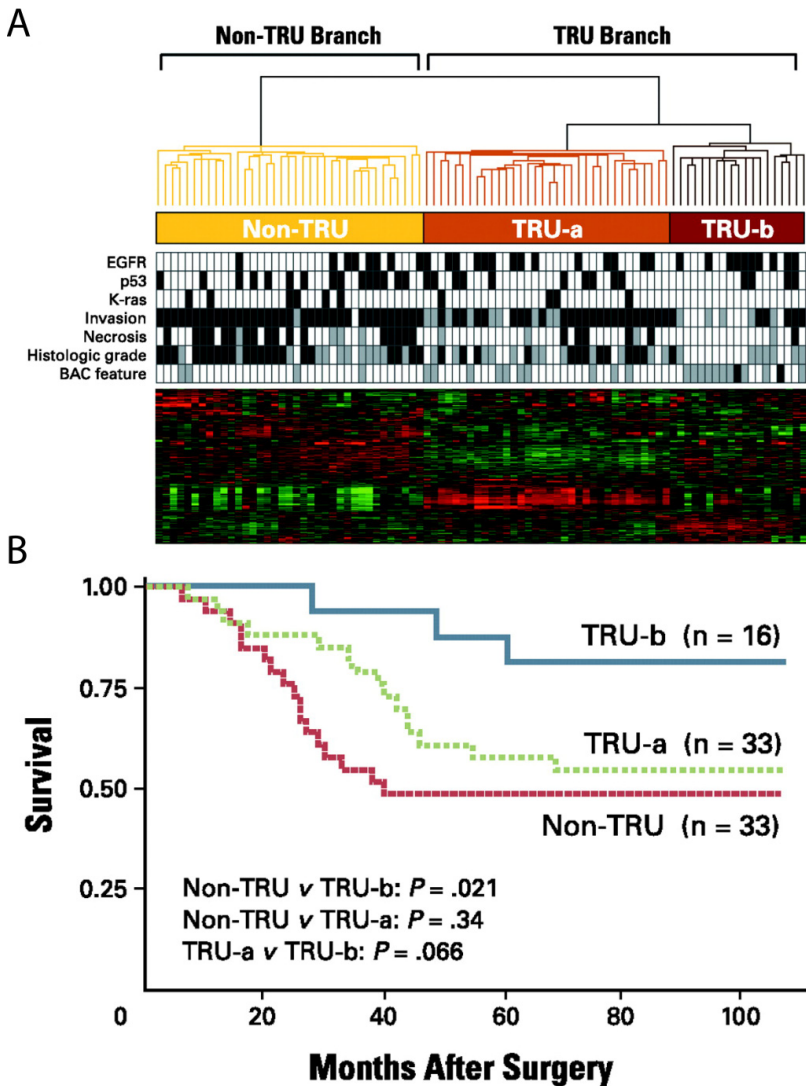 A
Non-TRU Branch TRU Branch
Non-TRU TRU-a TRU-b
EGFR
p53
K-ras
Invasion
Necrosis
Histologic grade
BAC feature
B
1.00
0.75
0.50
0.25
Survival
TRU-b (n = 16)
TRU-a (n = 33)
Non-TRU (n = 33)
Non-TRU v TRU-b: P = .021
Non-TRU v TRU-a: P = .34
TRU-a v TRU-b: P = .066
0 20 40 60 80 100
Months After Surgery